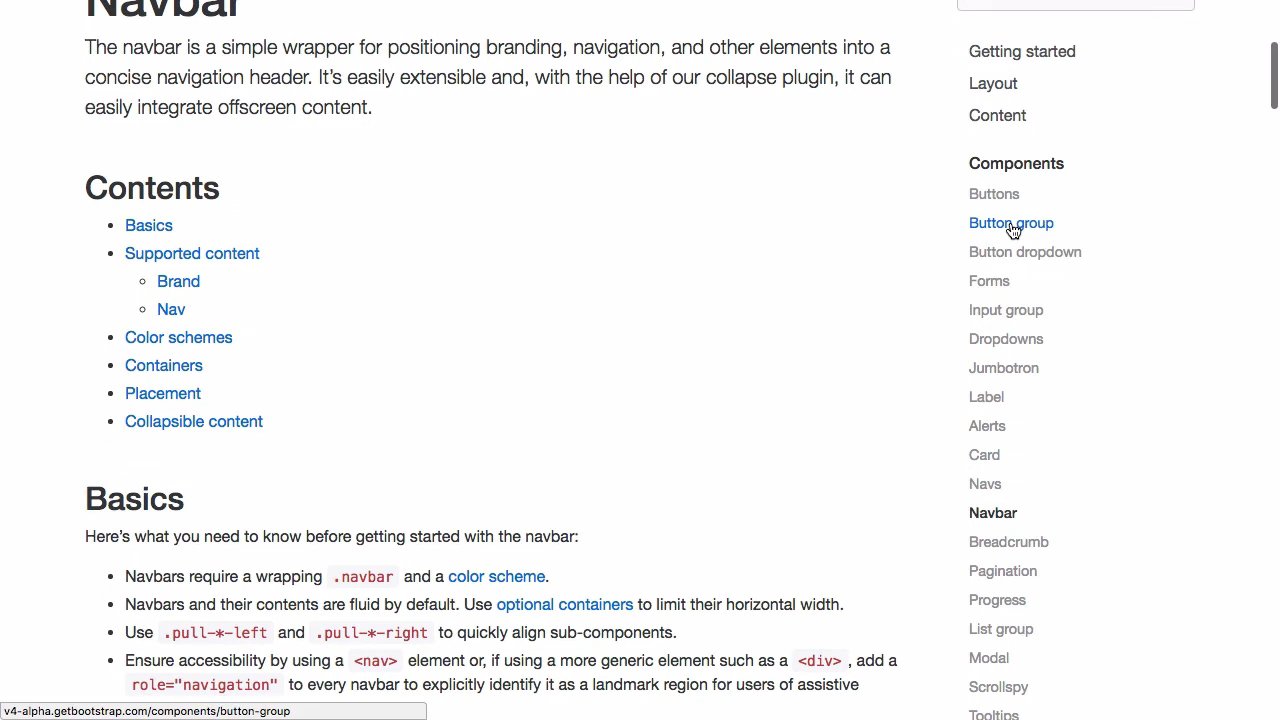 Navbar
The navbar is a simple wrapper for positioning branding, navigation, and other elements into a
concise navigation header. It’s easily extensible and, with the help of our collapse plugin, it can
easily integrate offscreen content.
Contents
Basics
Supported content
Brand
Nav
Color schemes
Containers
Placement
Collapsible content
Basics
Here’s what you need to know before getting started with the navbar:
Navbars require a wrapping .navbar and a color scheme.
Navbars and their contents are fluid by default. Use optional containers to limit their horizontal width.
Use .pull-*-left and .pull-*-right to quickly align sub-components.
Ensure accessibility by using a <nav> element or, if using a more generic element such as a <div>, add a
role="navigation" to every navbar to explicitly identify it as a landmark region for users of assistive
Getting started
Layout
Content
Components
Buttons
Button group
Button dropdown
Forms
Input group
Dropdowns
Jumbotron
Label
Alerts
Card
Navs
Navbar
Breadcrumb
Pagination
Progress
List group
Modal
Scrollspy
Tooltips
v4-alpha.getbootstrap.com/components/button-group